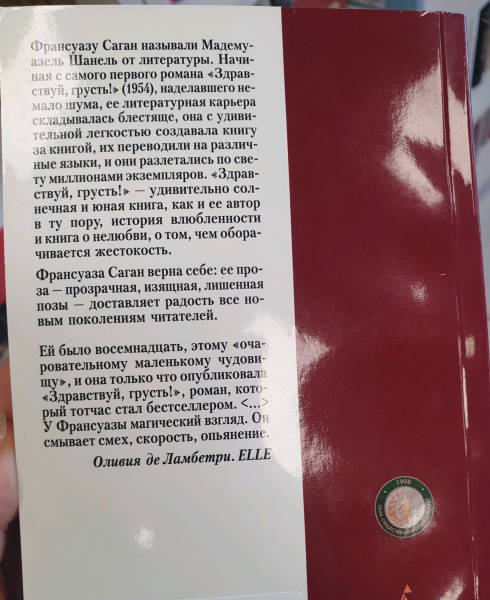 Франсуазу Саган называли Мадему-
азель Шанель от литературы. Начи-
ная с самого первого романа «Здрав-
ствуй, грусть!» (1954), наделавшего не-
мало шума, ее литературная карьера
складывалась блестяще, она с удиви-
тельной легкостью создавала книгу
за книгой, их переводили на различ-
ные языки, и они разлетались по све-
ту миллионами экземпляров. «Здрав-
ствуй, грусть!» — удивительно сол-
нечная и юная книга, как и ее автор
в ту пору, история влюбленности
и книга о нелюбви, о том, чем обора-
чивается жестокость.
Франсуаза Саган верна себе: ее про-
за — прозрачная, изящная, лишенная
позы — доставляет радость все но-
вым поколениям читателей.
Ей было восемнадцать, этому «оча-
ровательному маленькому чудови-
щу», и она только что опубликовала
«Здравствуй, грусть!», роман, кото-
рый тотчас стал бестселлером. <...>
У Франсуазы магический взгляд. Он
смывает смех, скорость, опьянение.
Оливия де Ламбетри. ELLE
1998